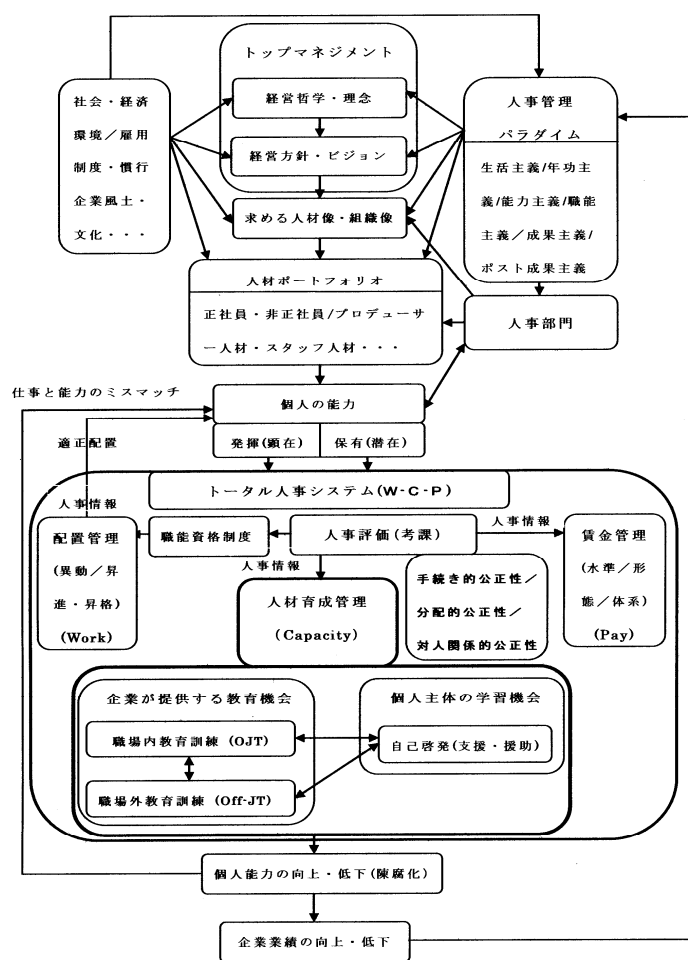 トップマネジメント
経営哲学・理念
経営方針・ビジョン
社会・経済
環境／雇用
制度・慣行
企業風土・
文化・・・
人事管理
パラダイム
生活主義/年功主
義/能力主義/職能
主義／成果主義/
ポスト成果主義
求める人材像・組織像
人材ポートフォリオ
正社員・非正社員/プロデューサ
ー人材・スタッフ人材・・・
人事部門
仕事と能力のミスマッチ
個人の能力
発揮(顕在)
保有(潜在)
適正配置
トータル人事システム(W-C-P)
人事情報
配置管理
(異動／昇
進・昇格)
(Work)
職能資格制度
人事評価(考課)
人事情報
賃金管理
(水準／形
態／体系)
(Pay)
人事情報
人材育成管理
(Capacity)
手続き的公正性／
分配的公正性／
対人関係的公正性
企業が提供する教育機会
職場内教育訓練 (OJT)
職場外教育訓練 (Off-JT)
個人主体の学習機会
自己啓発(支援・援助)
個人能力の向上・低下(陳腐化)
企業業績の向上・低下